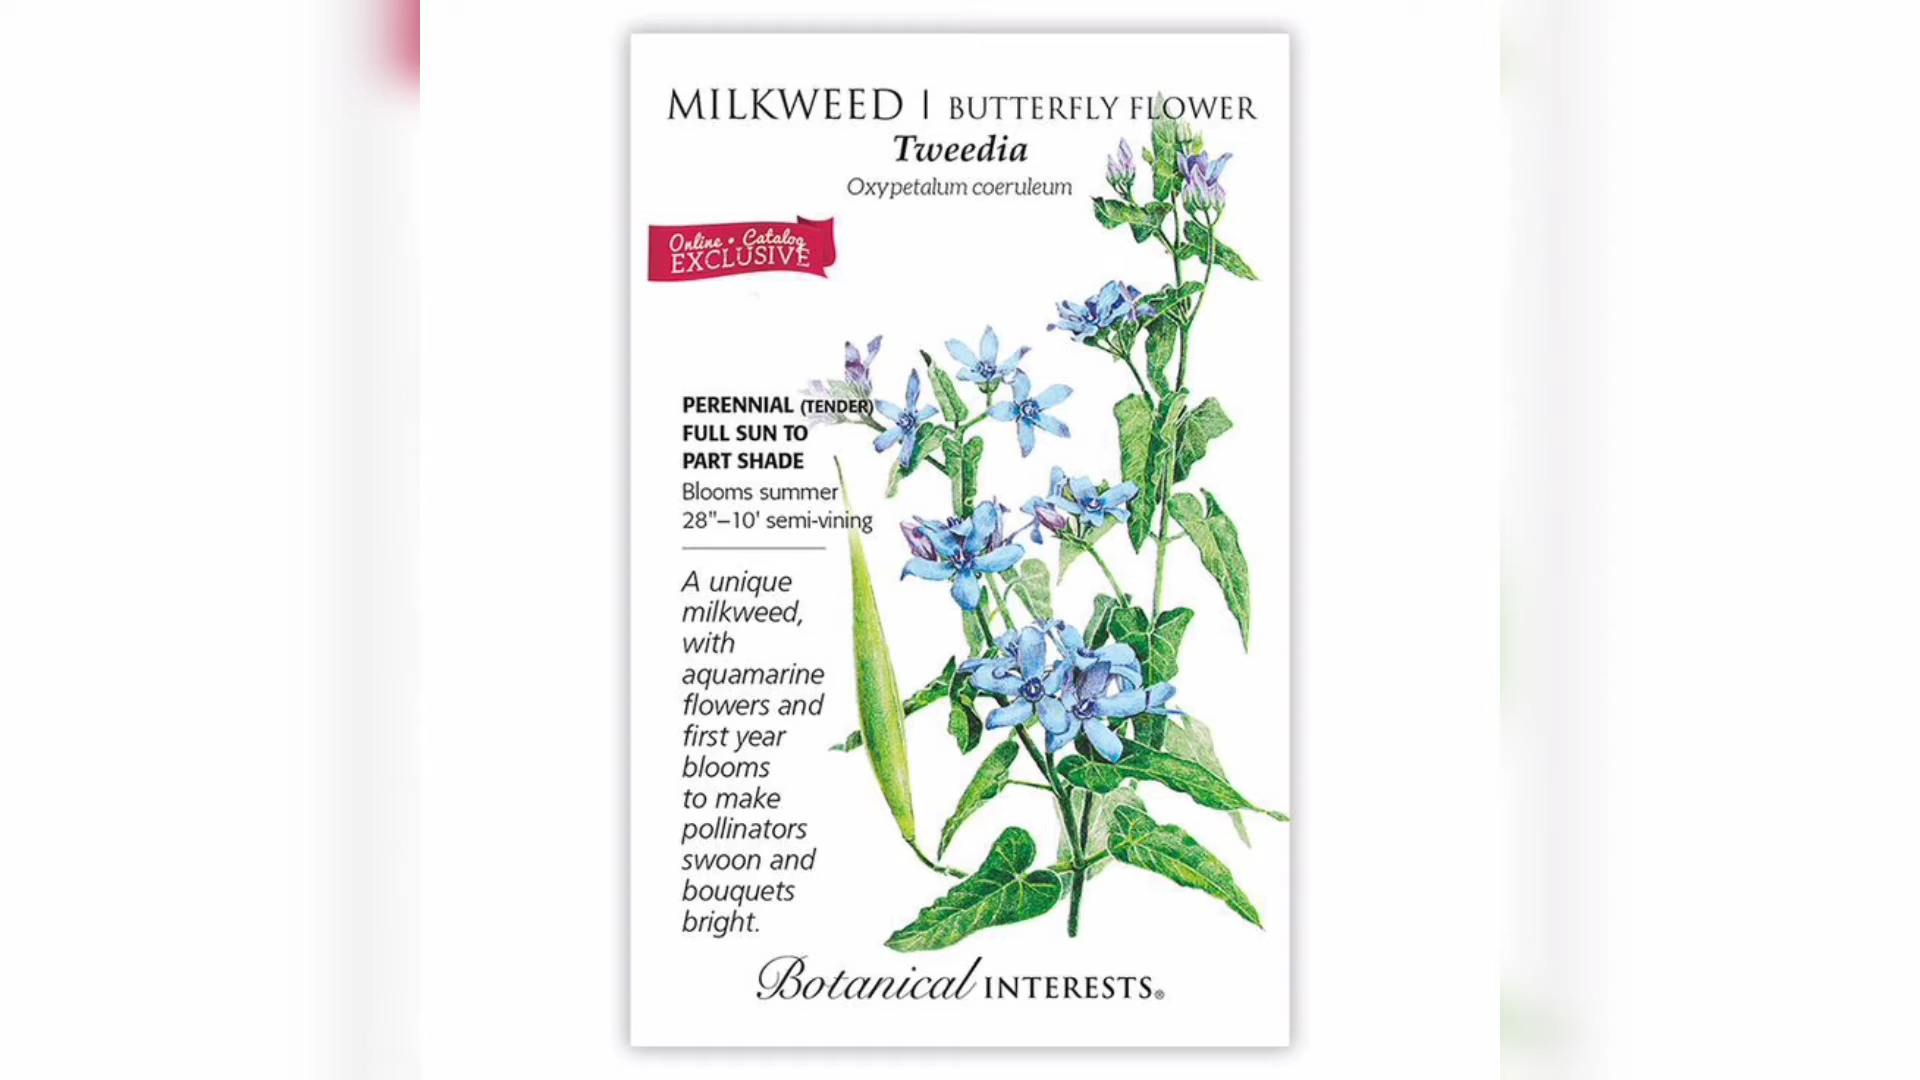 MILKWEED | BUTTERFLY FLOWER
Tweedia
Oxypetalum coeruleum
Online • Catalog
EXCLUSIVE
PERENNIAL (TENDER)
FULL SUN TO
PART SHADE
Blooms summer
28"–10' semi-vining
A unique
milkweed,
with
aquamarine
flowers and
first year
blooms
to make
pollinators
swoon and
bouquets
bright.
Botanical INTERESTS®